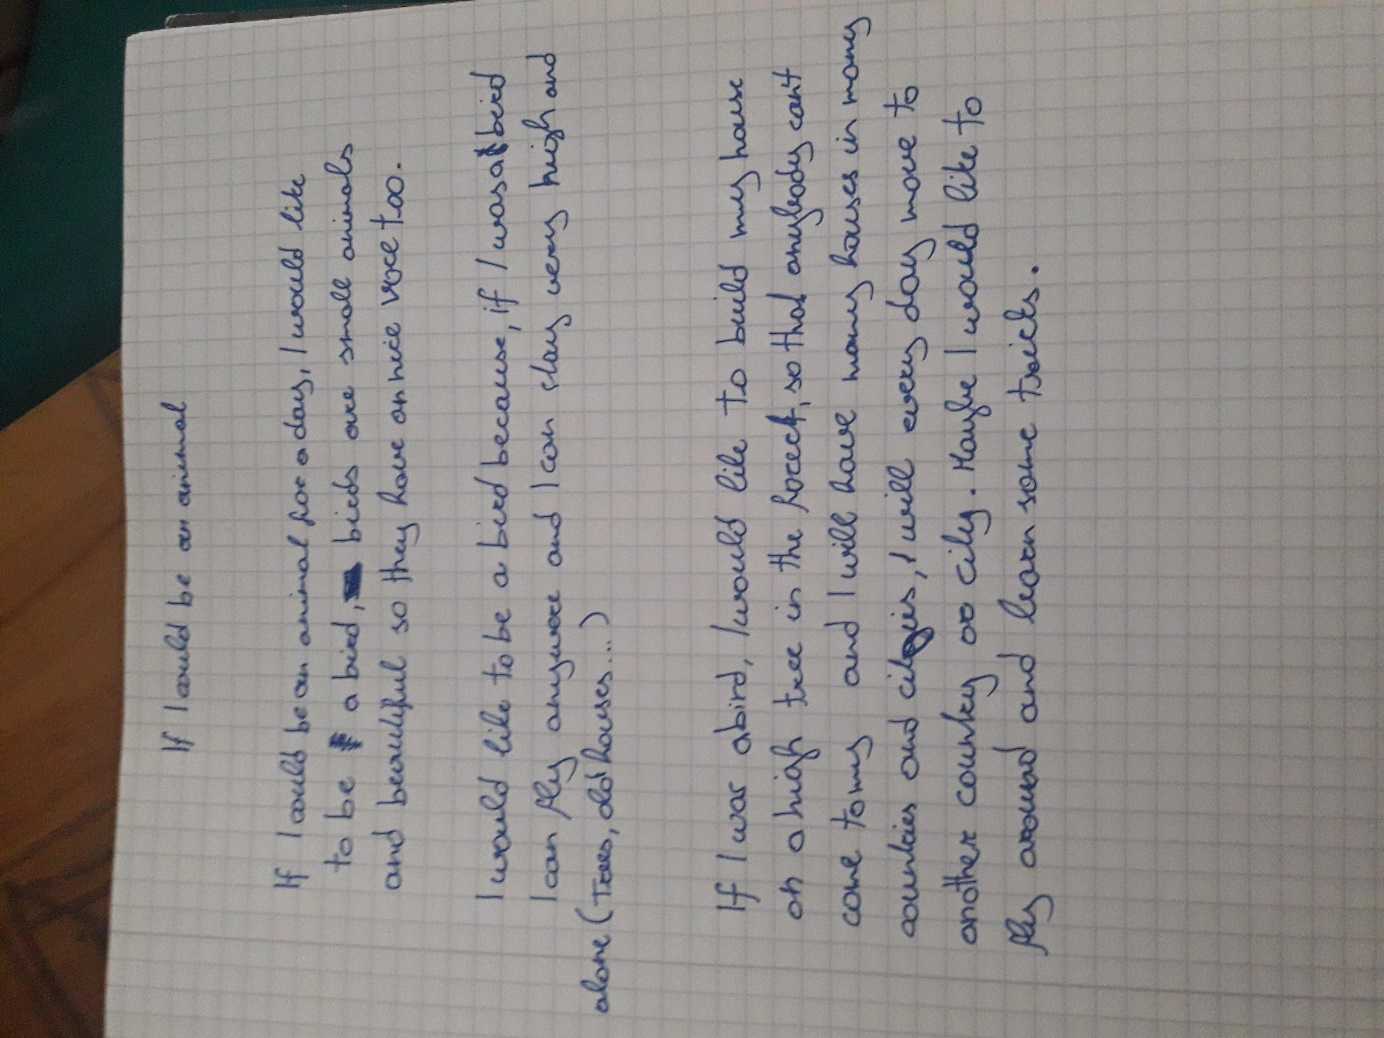 If I could be an animal
If I could be an animal for a day, I would like
to be a bird, birds are small animals
and beautiful so they have an nice voice too.
I would like to be a bird because, if I was a bird
I can fly anywere and I can stay very high and
alone (Trees, old houses...)
If I was a bird, I would like to build my house
on a high tree in the forest, so that anybody can't
come to my and I will have many houses in many
countries and cities, I will every day move to
another country or city. Maybe I would like to
fly around and learn some tricks.